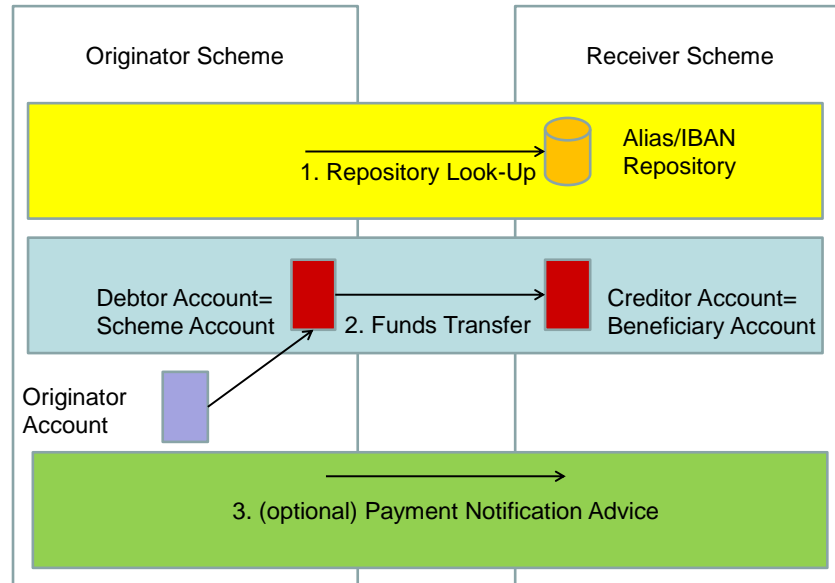 Originator Scheme
Receiver Scheme
Alias/IBAN
Repository
1. Repository Look-Up
Debtor Account=
Scheme Account
2. Funds Transfer
Creditor Account=
Beneficiary Account
Originator
Account
3. (optional) Payment Notification Advice